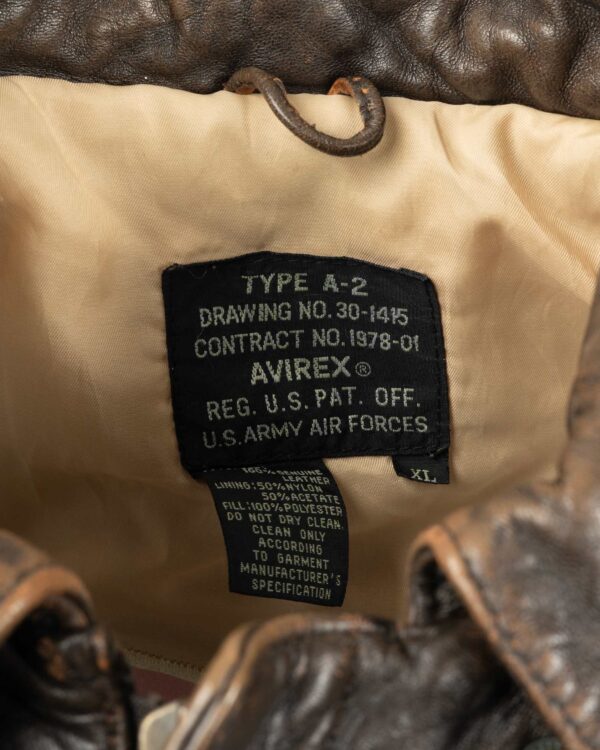 TYPE A-2
DRAWING NO. 30-1415
CONTRACT NO. 1978-01
AVIREX®
REG. U.S. PAT. OFF.
U.S. ARMY AIR FORCES
XL
100% GENUINE
LEATHER
LINING: 50% NYLON
50% ACETATE
FILL: 100% POLYESTER
DO NOT DRY CLEAN.
CLEAN ONLY
ACCORDING
TO GARMENT
MANUFACTURER'S
SPECIFICATION